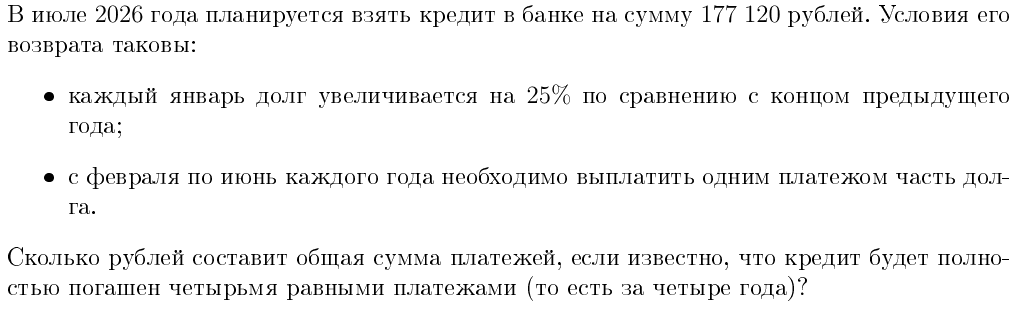 В июле 2026 года планируется взять кредит в банке на сумму 177 120 рублей. Условия его
возврата таковы:
• каждый январь долг увеличивается на 25% по сравнению с концом предыдущего
года;
• с февраля по июнь каждого года необходимо выплатить одним платежом часть дол-
га.
Сколько рублей составит общая сумма платежей, если известно, что кредит будет полно-
стью погашен четырьмя равными платежами (то есть за четыре года)?